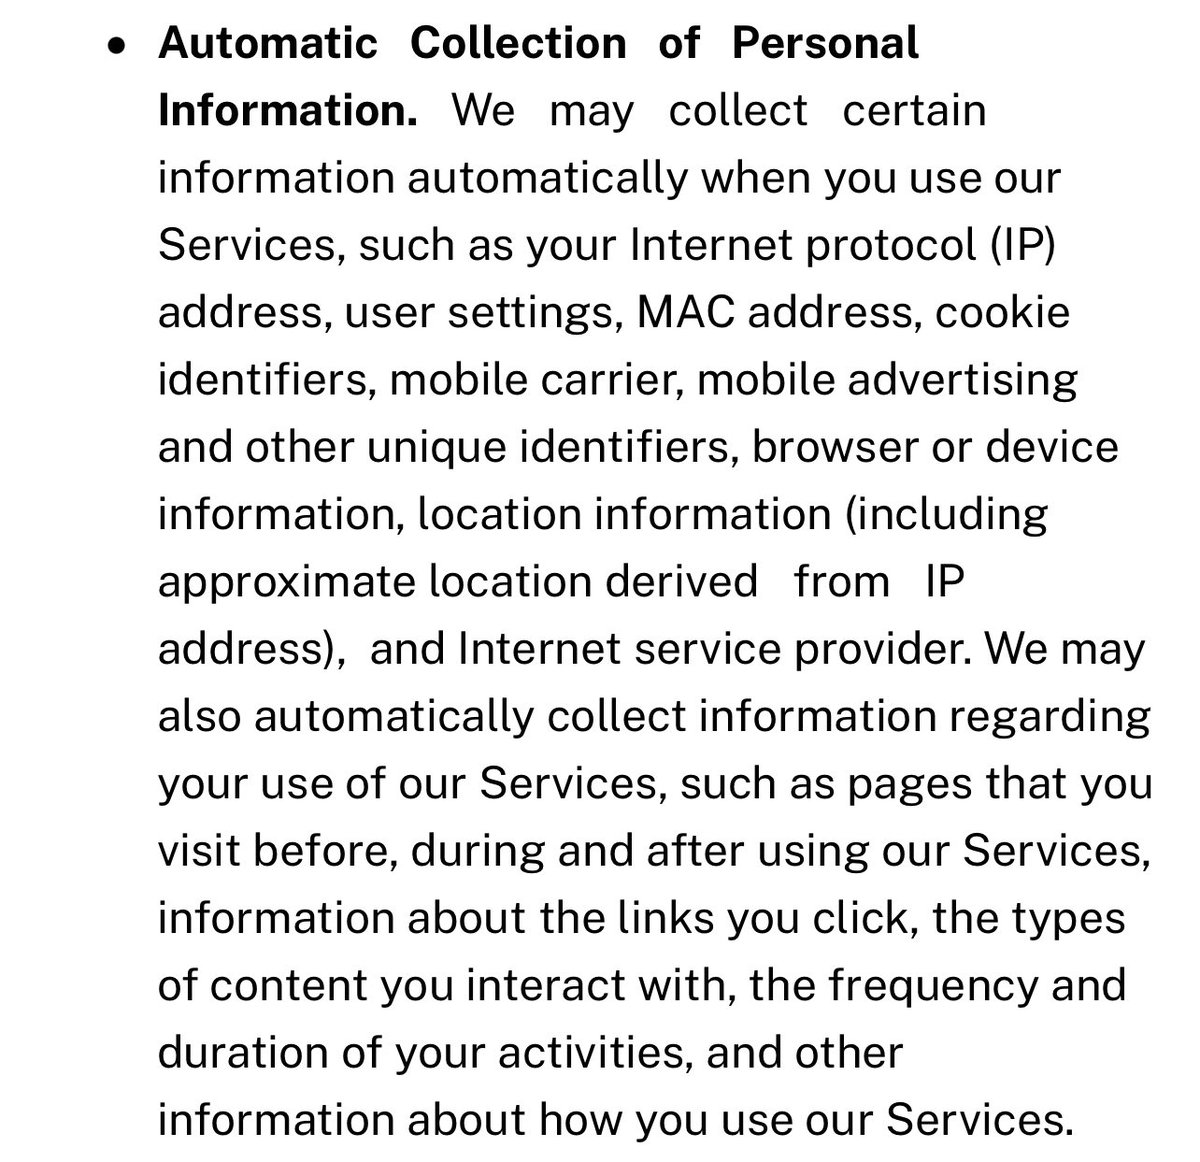 • Automatic Collection of Personal
Information. We may collect certain
information automatically when you use our
Services, such as your Internet protocol (IP)
address, user settings, MAC address, cookie
identifiers, mobile carrier, mobile advertising
and other unique identifiers, browser or device
information, location information (including
approximate location derived from IP
address), and Internet service provider. We may
also automatically collect information regarding
your use of our Services, such as pages that you
visit before, during and after using our Services,
information about the links you click, the types
of content you interact with, the frequency and
duration of your activities, and other
information about how you use our Services.